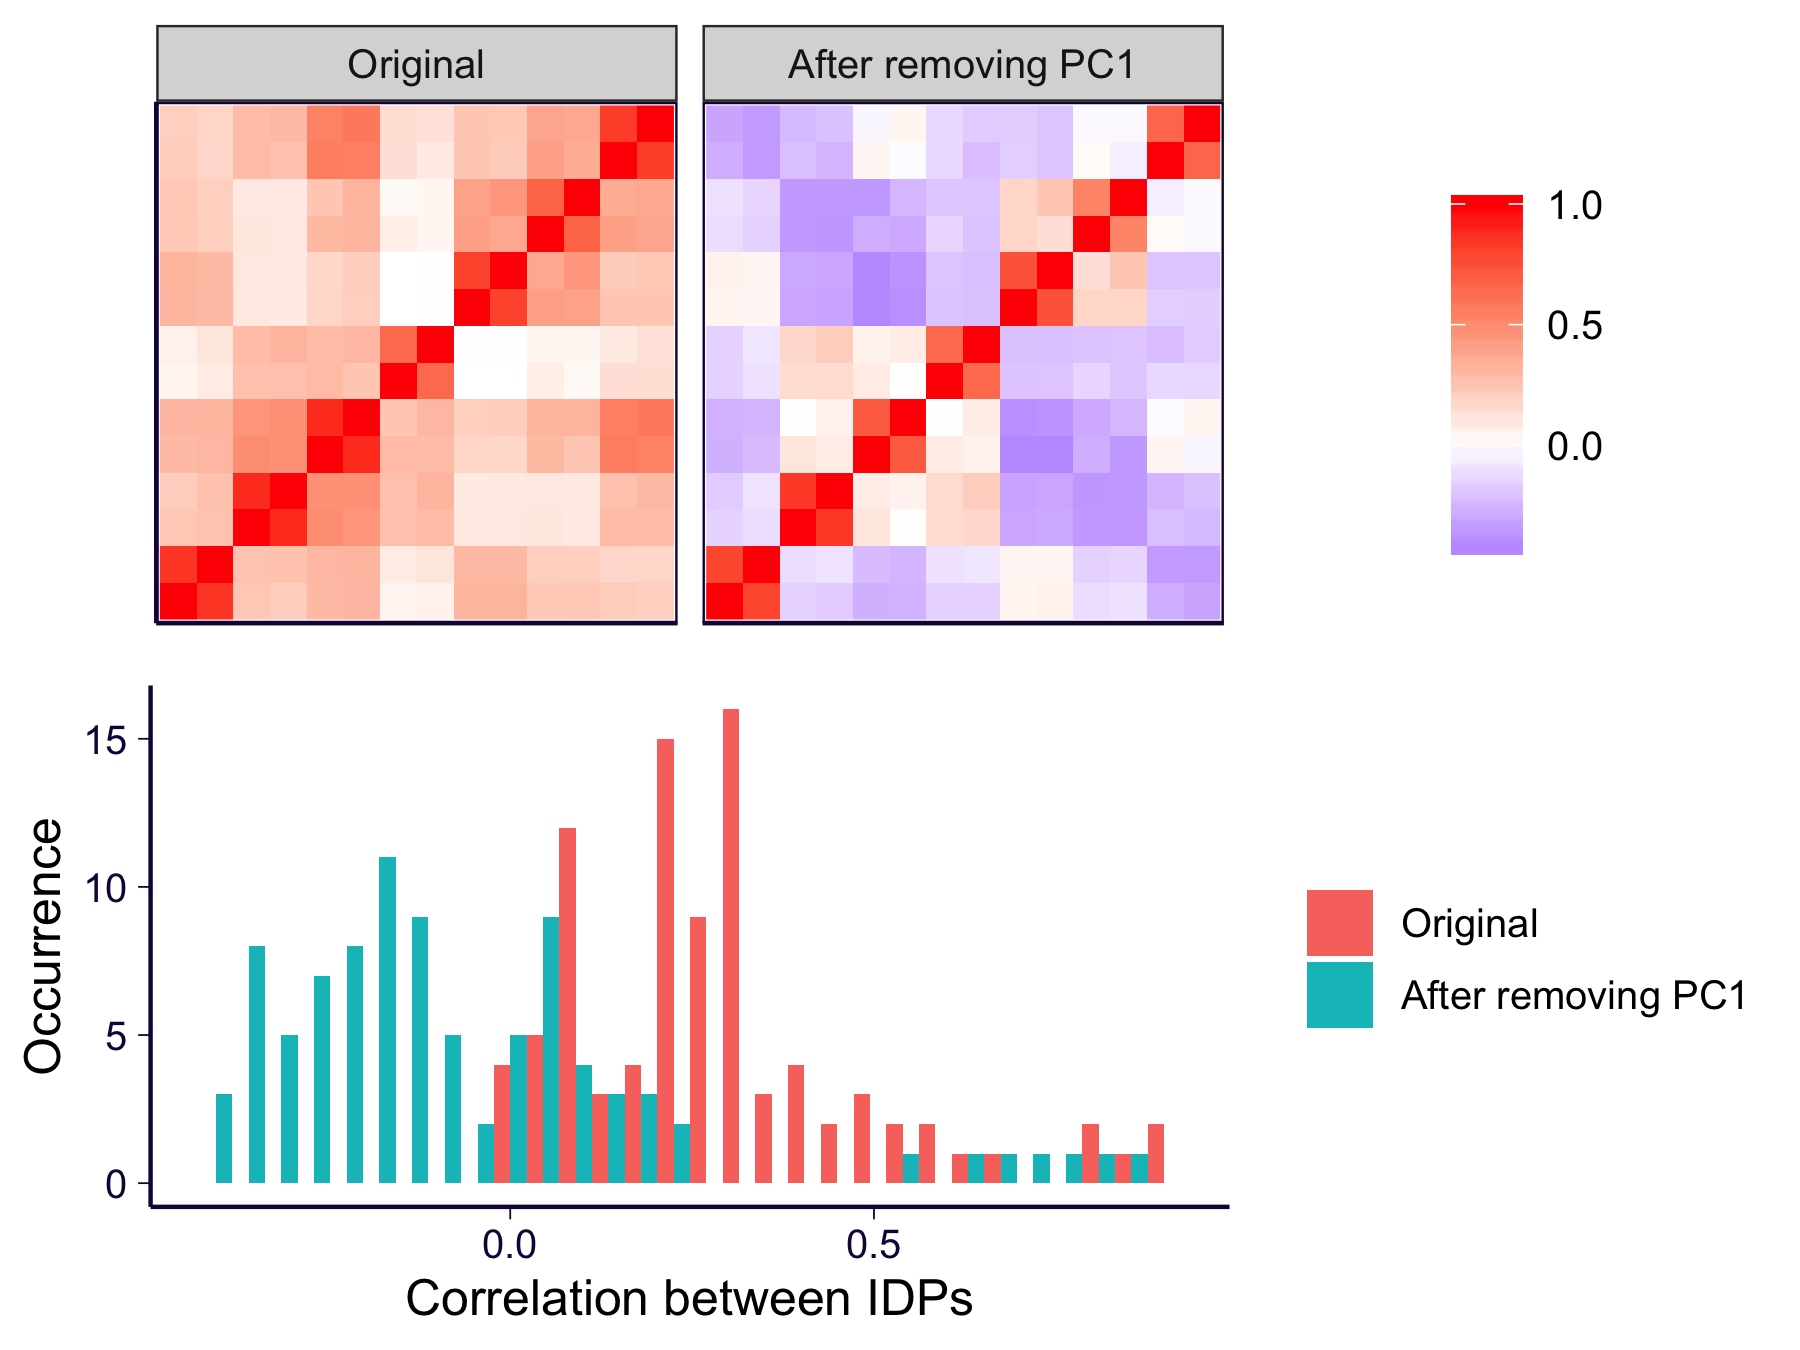 Original
After removing PC1
1.0
0.5
0.0
15
10
5
0
Occurrence
0.0
0.5
Correlation between IDPs
Original
After removing PC1